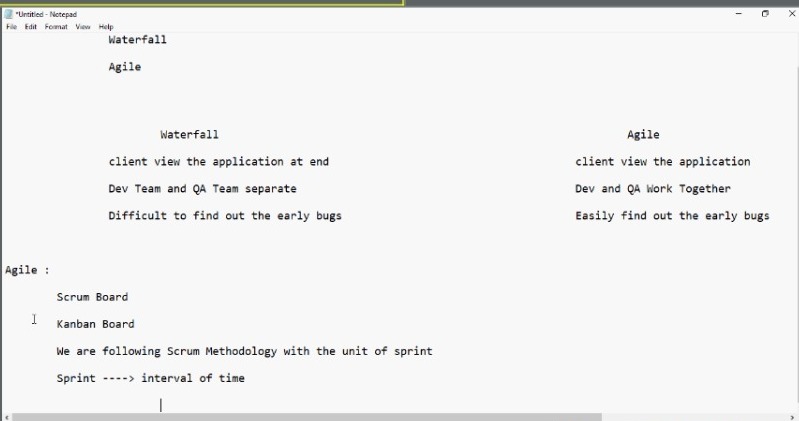 *Untitled - Notepad
File Edit Format View Help
Waterfall
Agile
Waterfall Agile
client view the application at end client view the application
Dev Team and QA Team separate Dev and QA Work Together
Difficult to find out the early bugs Easily find out the early bugs
Agile :
Scrum Board
Kanban Board
We are following Scrum Methodology with the unit of sprint
Sprint ----> interval of time